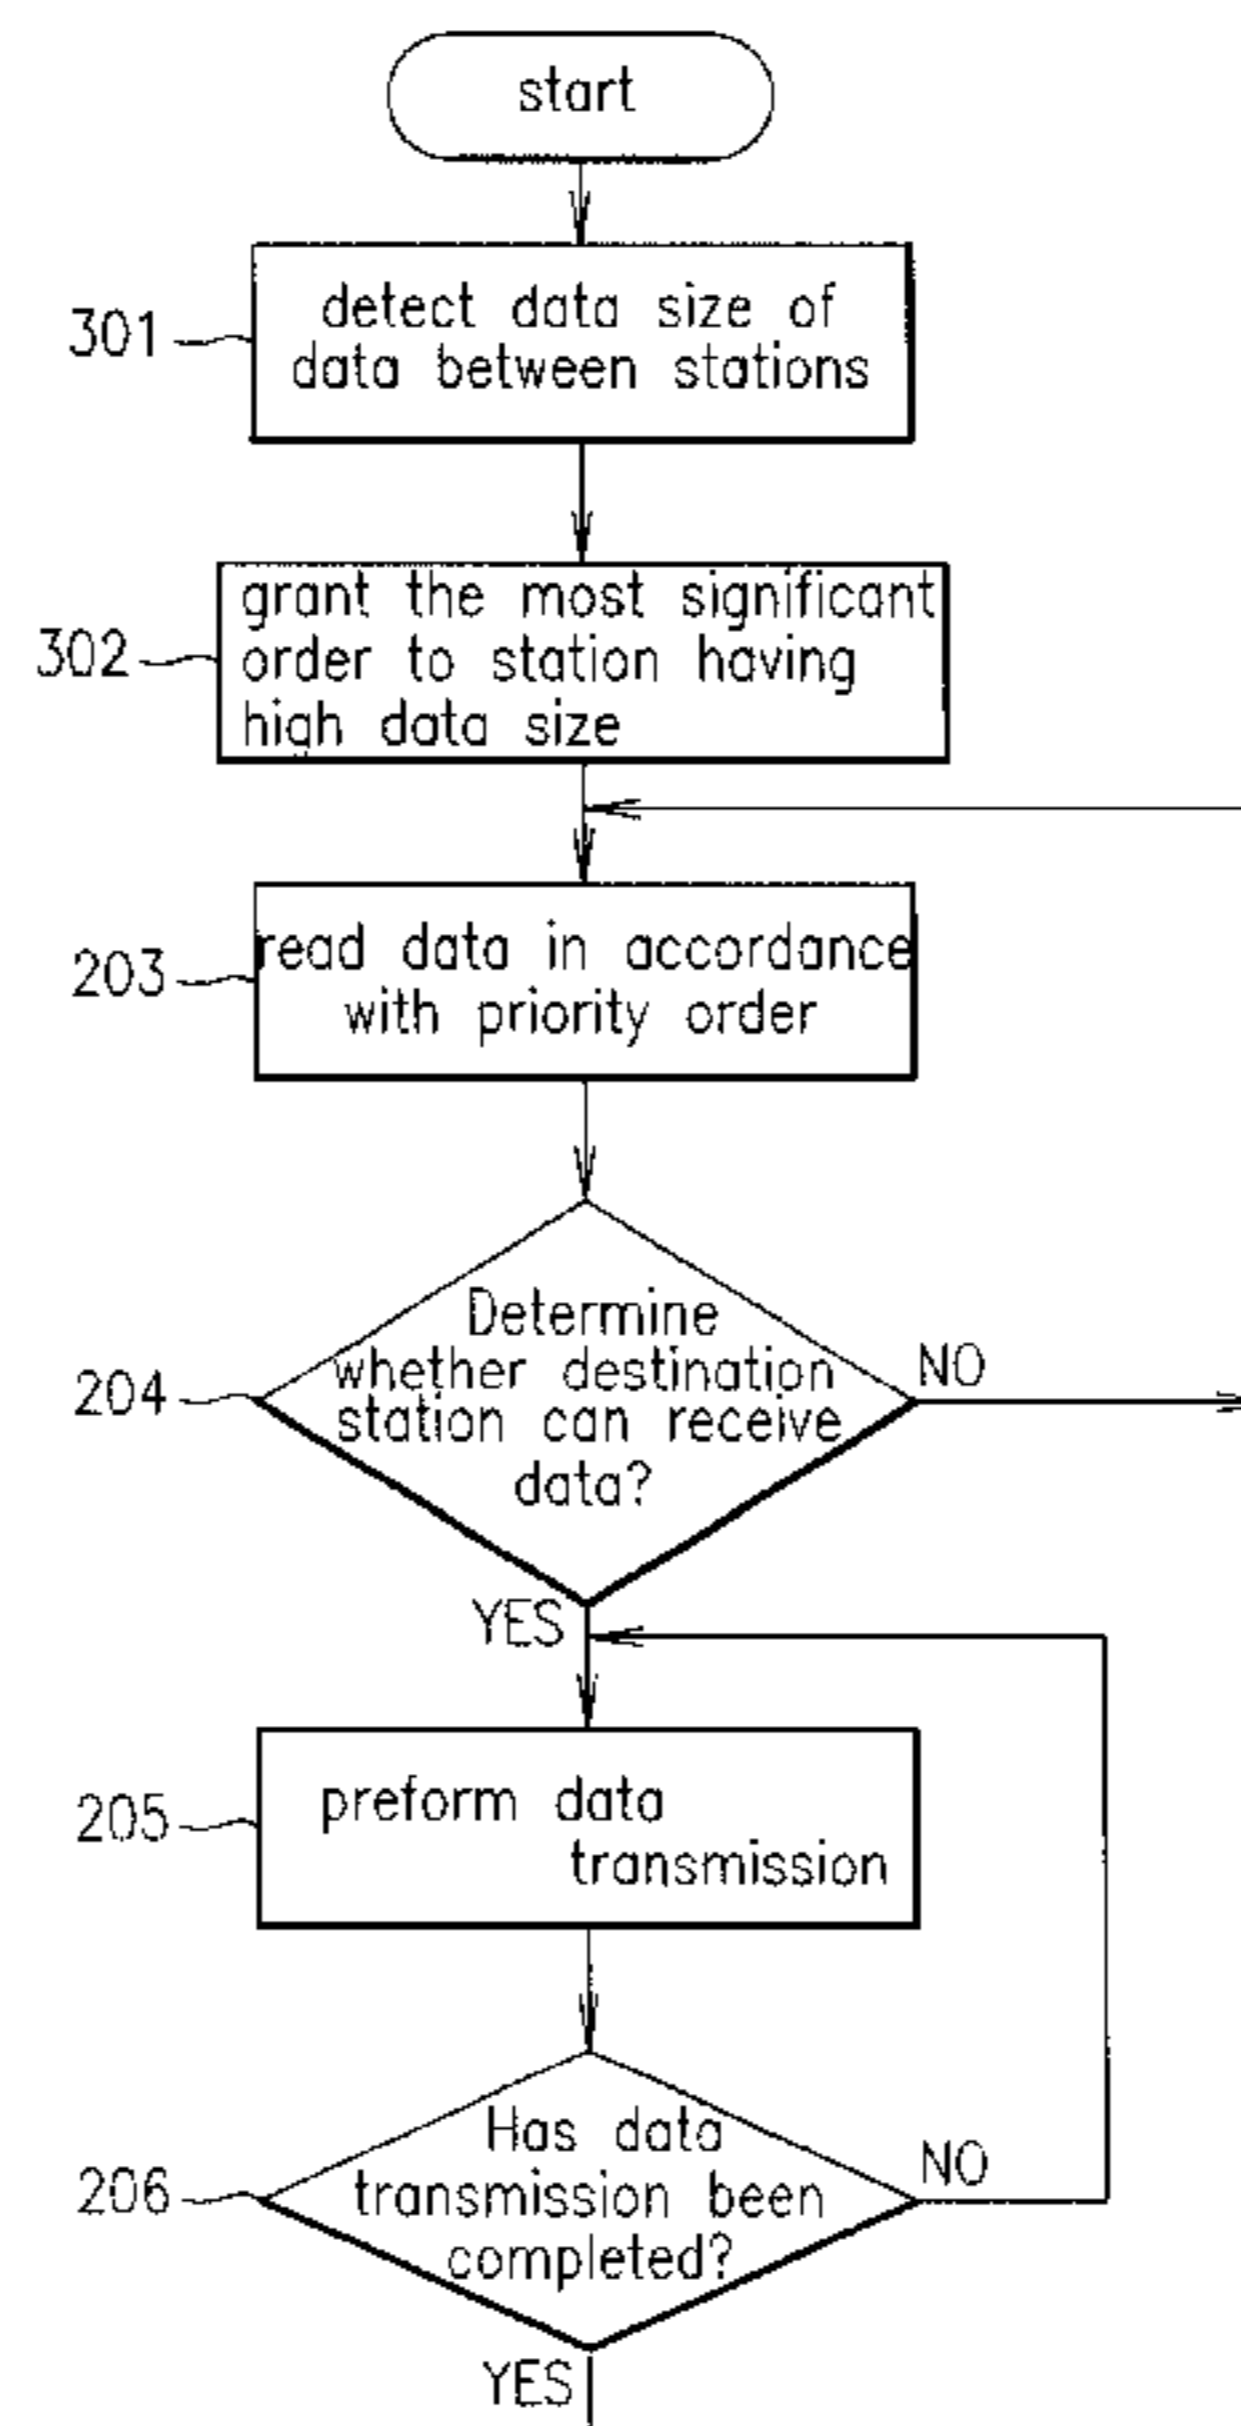 start
301
detect data size of
data between stations
302
grant the most significant
order to station having
high data size
203
read data in accordance
with priority order
204
Determine
whether destination
station can receive
data?
NO
YES
205
preform data
transmission
206
Has data
transmission been
completed?
NO
YES